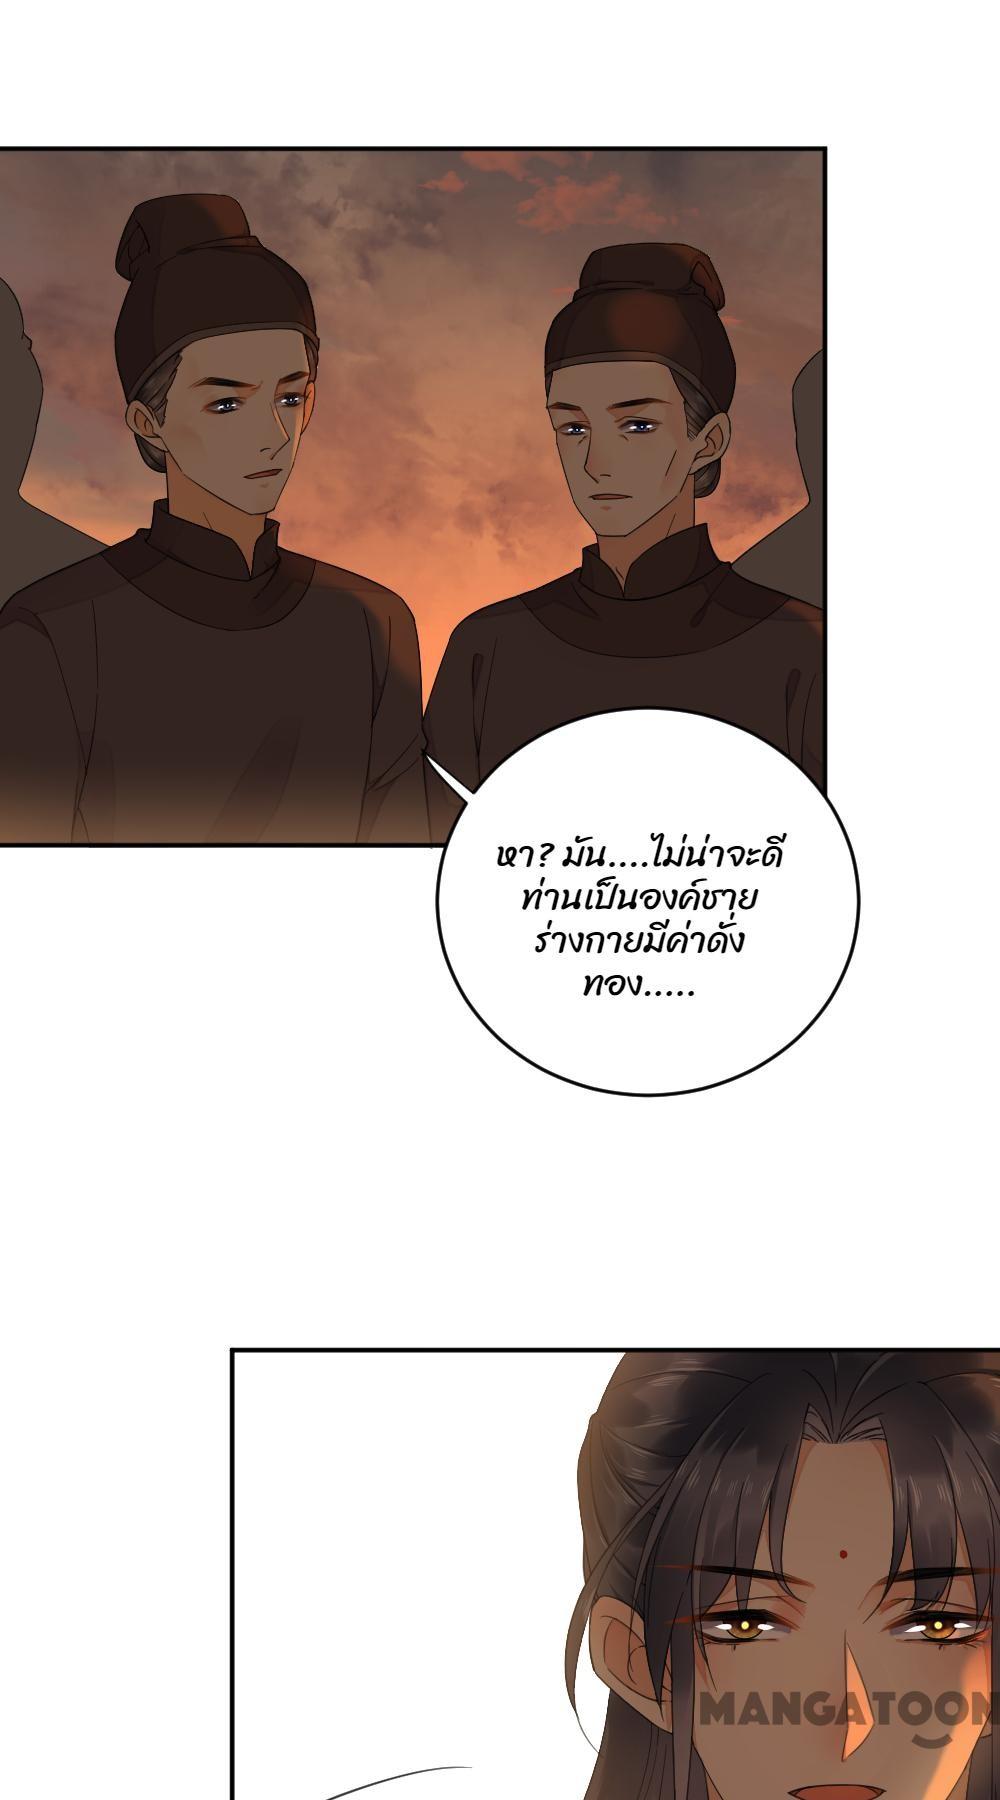 หา? มัน....ไม่น่าจะดี
ท่านเป็นองค์ชาย
ร่างกายมีค่าดั่ง
ทอง.....
MANGATOON